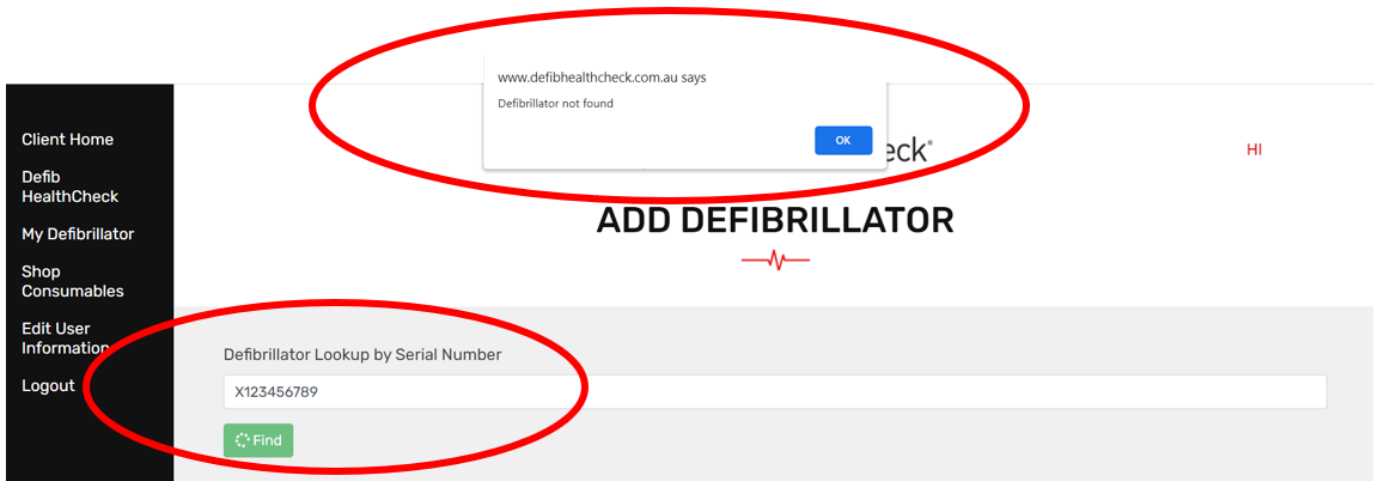 www.defibhealthcheck.com.au says
Defibrillator not found
OK
eck®
HI
Client Home
Defib
HealthCheck
My Defibrillator
Shop
Consumables
Edit User
Information
Logout
ADD DEFIBRILLATOR
Defibrillator Lookup by Serial Number
X123456789
Find